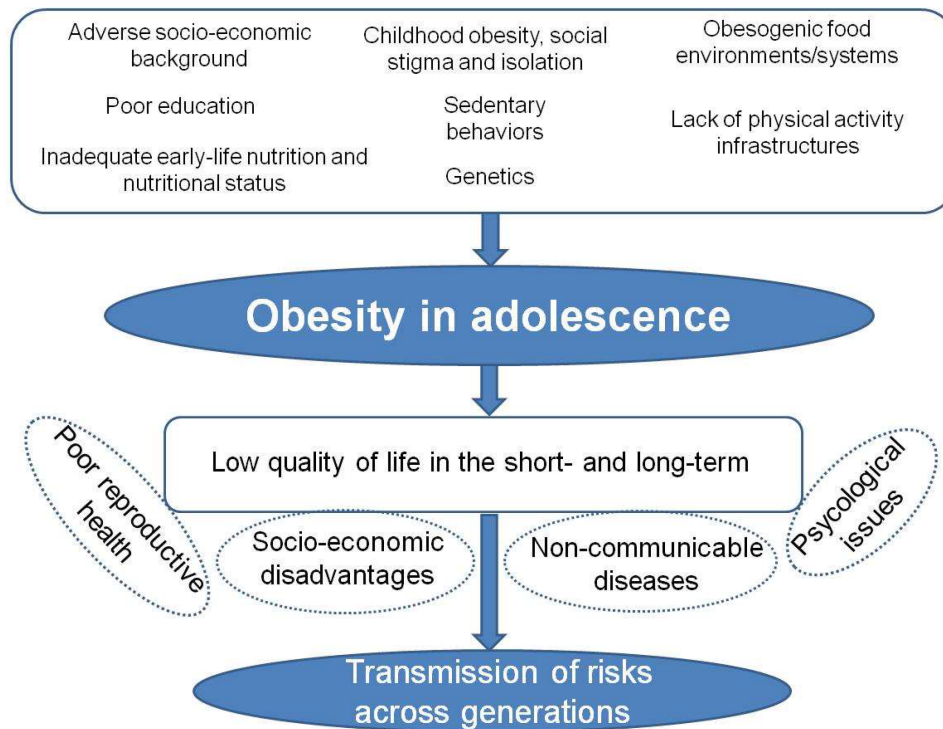 Adverse socio-economic
background
Poor education
Inadequate early-life nutrition and
nutritional status
Childhood obesity, social
stigma and isolation
Sedentary
behaviors
Genetics
Obesogenic food
environments/systems
Lack of physical activity
infrastructures
Obesity in adolescence
Low quality of life in the short- and long-term
Poor reproductive
health
Socio-economic
disadvantages
Non-communicable
diseases
Psycological
issues
Transmission of risks
across generations